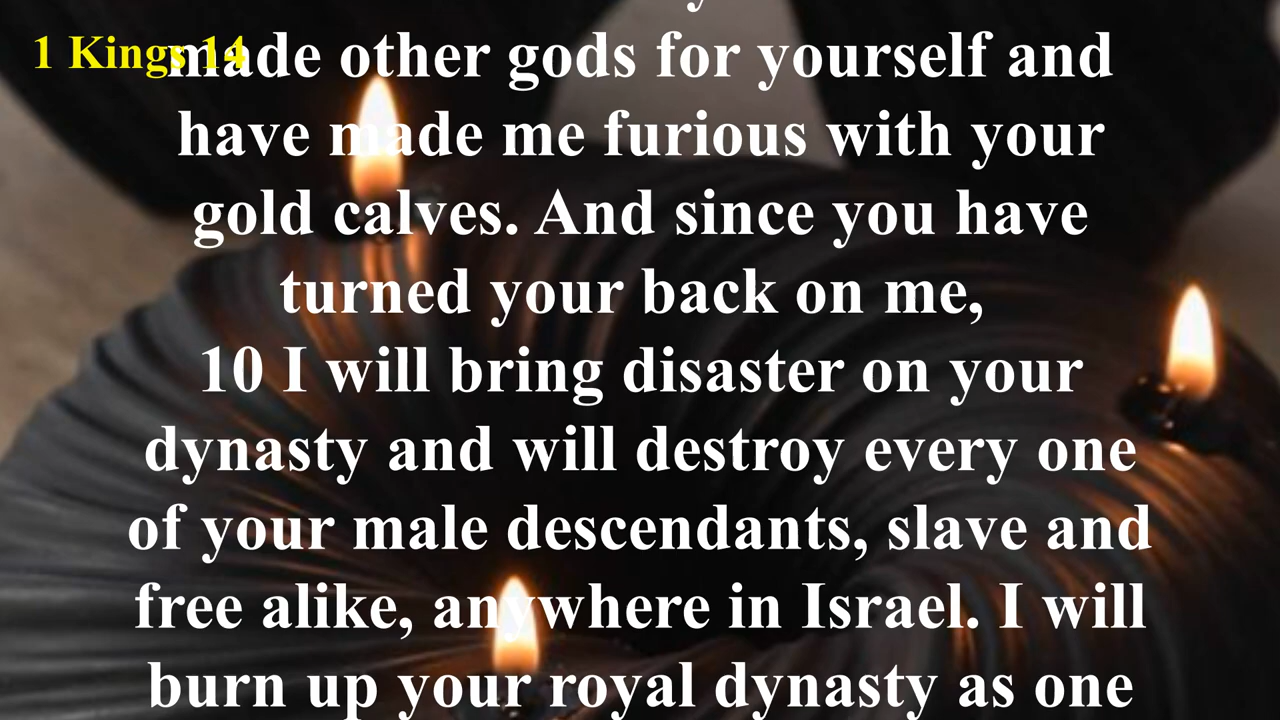 1 Kings 14
made other gods for yourself and
have made me furious with your
gold calves. And since you have
turned your back on me,
10 I will bring disaster on your
dynasty and will destroy every one
of your male descendants, slave and
free alike, anywhere in Israel. I will
burn up your royal dynasty as one